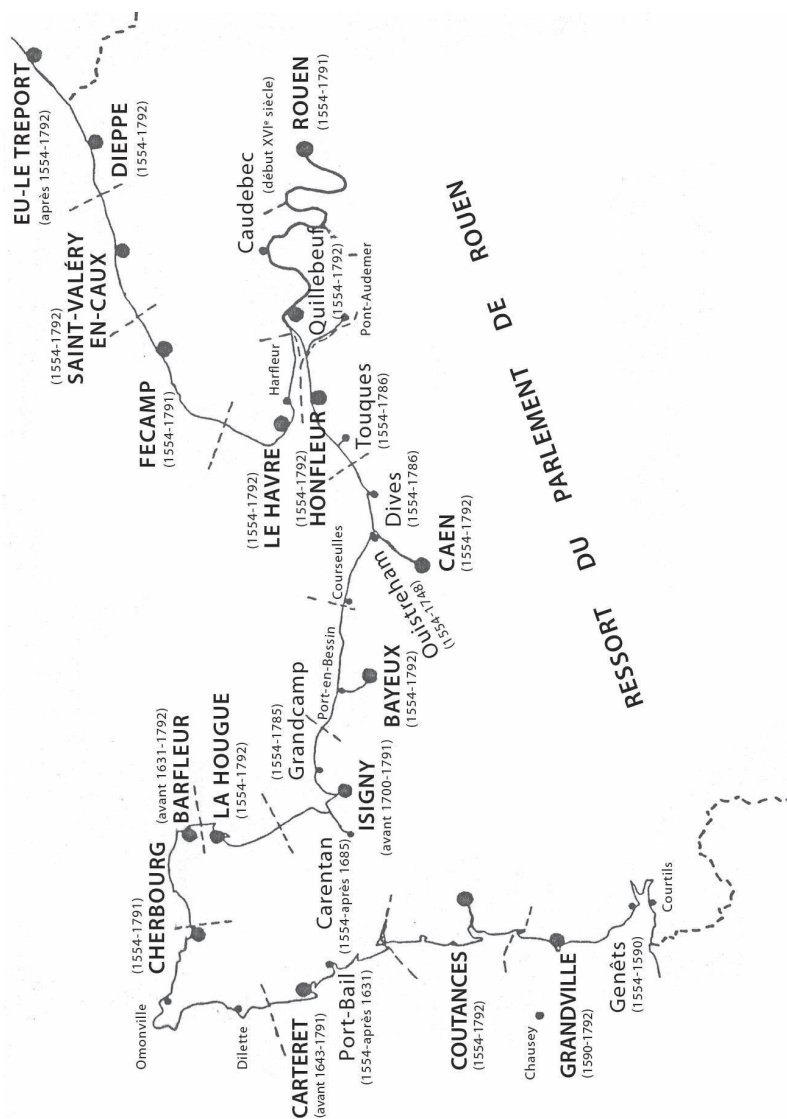 EU-LE TREPORT
(après 1554-1792)
DIEPPE
(1554-1792)
(1554-1792)
SAINT-VALÉRY
EN-CAUX
FECAMP
(1554-1791)
Caudebec
(début XVIe siècle)
ROUEN
(1554-1791)
Quillebeuf
(1554-1792)
Pont-Audemer
Harfleur
(1554-1792)
LE HAVRE
(1554-1792)
HONFLEUR
Touques
(1554-1786)
Dives
(1554-1786)
CAEN
(1554-1792)
Ouistreham
(1554-1748)
Courseulles
Port-en-Bessin
BAYEUX
(1554-1792)
(1554-1785)
Grandcamp
ISIGNY
(avant 1700-1791)
Carentan
(1554-après 1685)
(avant 1631-1792)
BARFLEUR
LA HOUGUE
(1554-1792)
(1554-1791)
CHERBOURG
Omonville
Dilette
CARTERET
(avant 1643-1791)
Port-Bail
(1554-après 1631)
COUTANCES
(1554-1792)
Chausey
GRANDVILLE
(1590-1792)
Genêts
(1554-1590)
Courtils
RESSORT DU PARLEMENT DE ROUEN